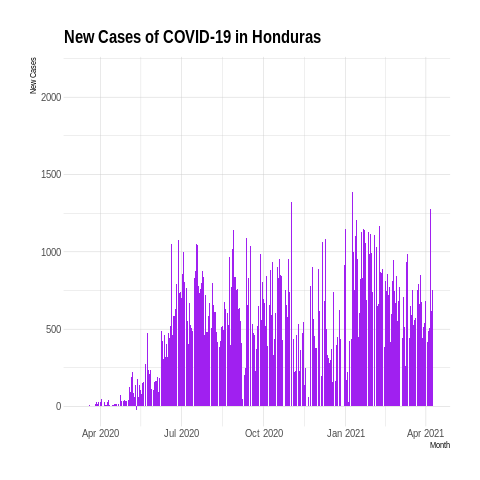 New Cases of COVID-19 in Honduras
New Cases
2000
1500
1000
500
0
Apr 2020
Jul 2020
Oct 2020
Jan 2021
Apr 2021
Month